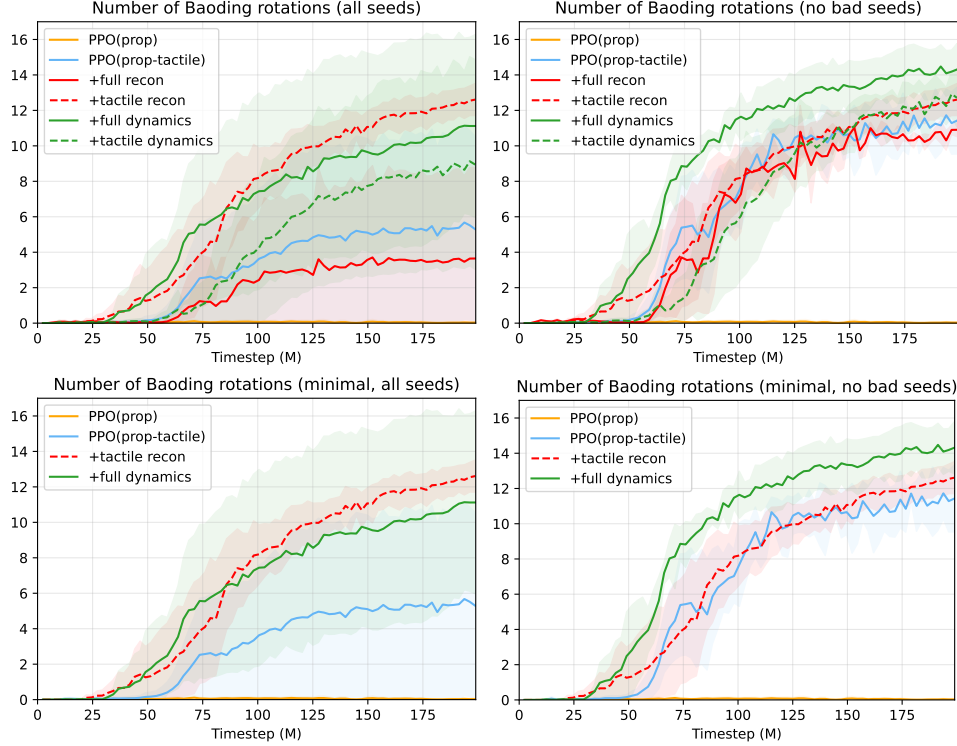 Number of Baoding rotations (all seeds)
16
14
12
10
8
6
4
2
0
PPO(prop)
PPO(prop-tactile)
+full recon
+tactile recon
+full dynamics
+tactile dynamics
0 25 50 75 100 125 150 175
Timestep (M)
Number of Baoding rotations (no bad seeds)
16
14
12
10
8
6
4
2
0
PPO(prop)
PPO(prop-tactile)
+full recon
+tactile recon
+full dynamics
+tactile dynamics
0 25 50 75 100 125 150 175
Timestep (M)
Number of Baoding rotations (minimal, all seeds)
16
14
12
10
8
6
4
2
0
PPO(prop)
PPO(prop-tactile)
+tactile recon
+full dynamics
0 25 50 75 100 125 150 175
Timestep (M)
Number of Baoding rotations (minimal, no bad seeds)
16
14
12
10
8
6
4
2
0
PPO(prop)
PPO(prop-tactile)
+tactile recon
+full dynamics
0 25 50 75 100 125 150 175
Timestep (M)